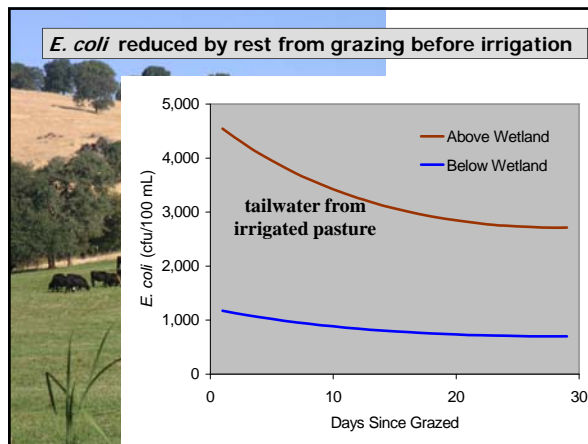 E. coli reduced by rest from grazing before irrigation
5,000
4,000
3,000
2,000
1,000
0
E. coli (cfu/100 mL)
Above Wetland
Below Wetland
tailwater from
irrigated pasture
0 10 20 30
Days Since Grazed